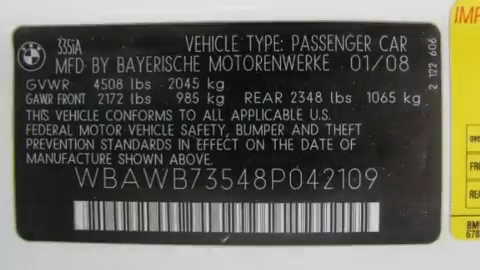 BMW
335iA
VEHICLE TYPE: PASSENGER CAR
MFD BY BAYERISCHE MOTORENWERKE 01/08
GVWR 4508 lbs 2045 kg
GAWR FRONT 2172 lbs 985 kg REAR 2348 lbs 1065 kg
THIS VEHICLE CONFORMS TO ALL APPLICABLE U.S.
FEDERAL MOTOR VEHICLE SAFETY, BUMPER AND THEFT
PREVENTION STANDARDS IN EFFECT ON THE DATE OF
MANUFACTURE SHOWN ABOVE.
WBAWB73548P042109
2 122 606